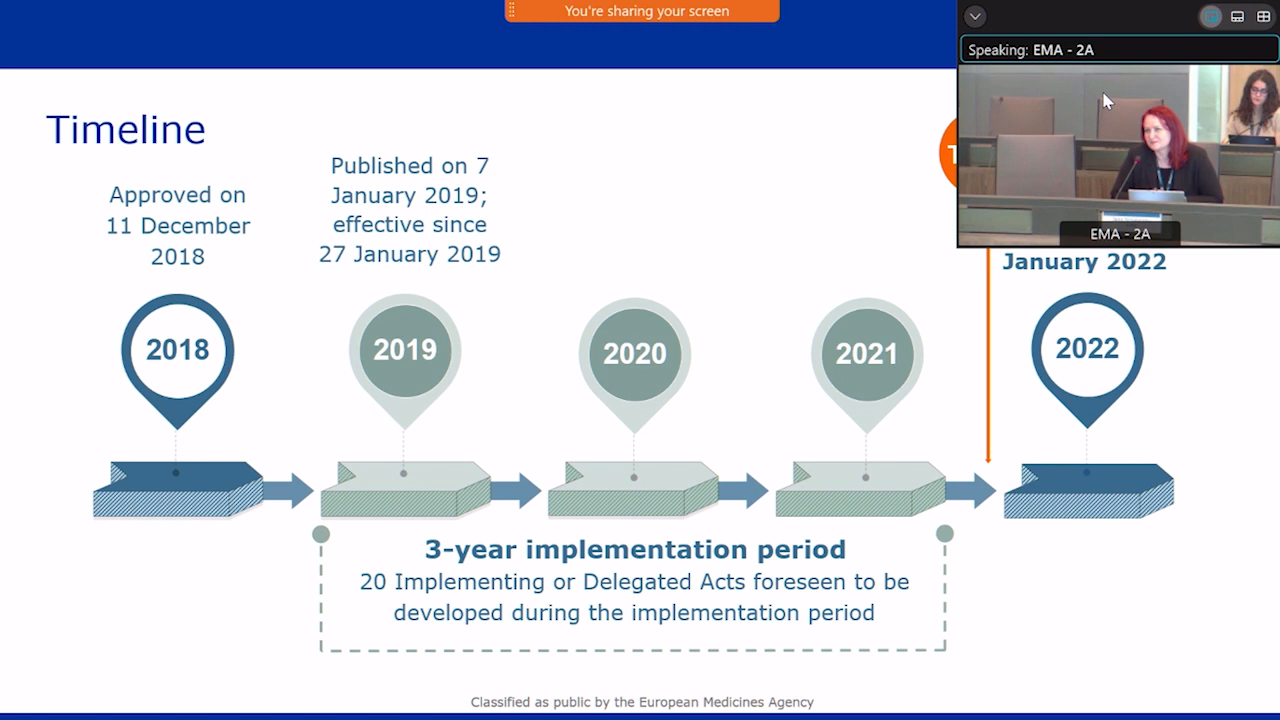 You're sharing your screen
Speaking: EMA - 2A
EMA - 2A
Timeline
Approved on
11 December
2018
Published on 7
January 2019;
effective since
27 January 2019
January 2022
2018
2019
2020
2021
2022
3-year implementation period
20 Implementing or Delegated Acts foreseen to be
developed during the implementation period
Classified as public by the European Medicines Agency